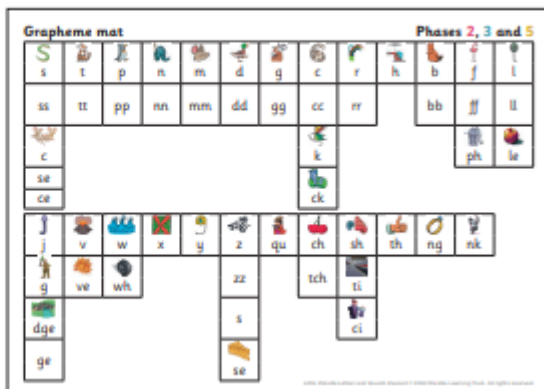 Grapheme mat Phases 2, 3 and 5
s t p n m d g c r h b f l
ss tt pp nn mm dd gg cc rr bb ff ll
c k ph le
se ck
ce
j v w x y z qu ch sh th ng nk
g ve wh zz tch ti
dge s ci
ge se